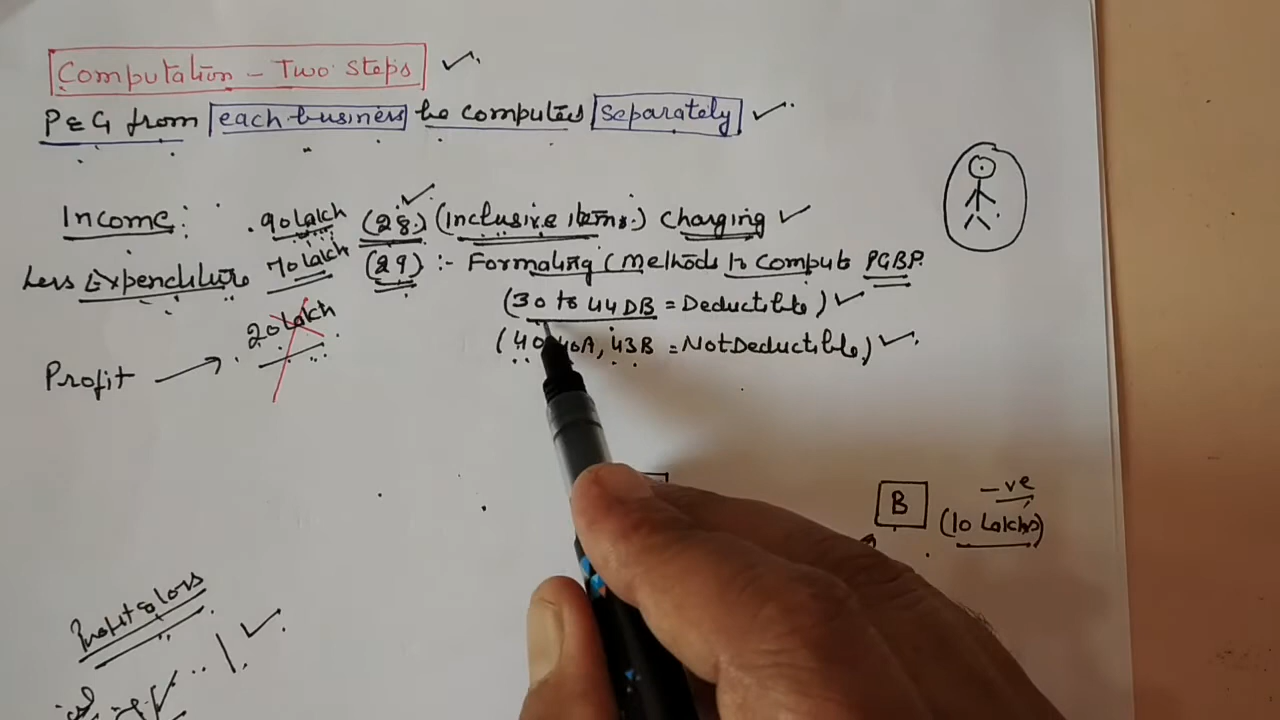 Computation - Two Steps
P&G from each business be computed separately
Income: 90 lakh (28) (Inclusive items.) Charging
Less Expenditure 70 lakh (29) :- Formating (Methods to Compute PGBP.
(30 to 44DB = Deductible)
20 lakh
(40, 40A, 43B = Not Deductible)
Profit
B
-ve
(10 Lakhs)
Profit & loss